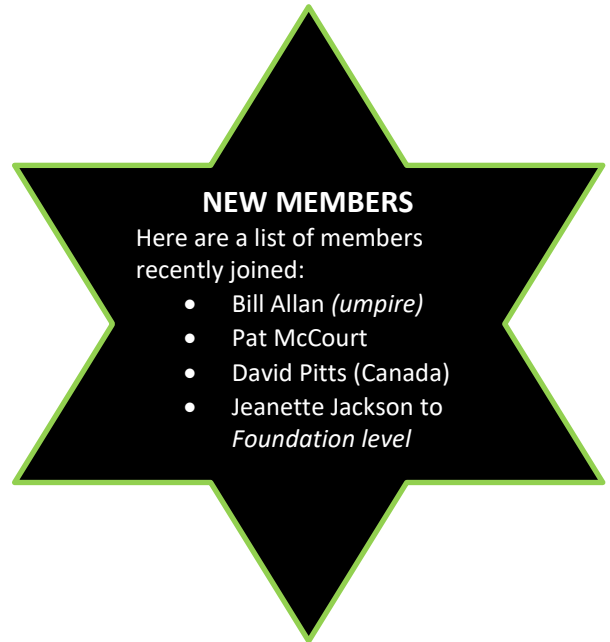 NEW MEMBERS
Here are a list of members
recently joined:
• Bill Allan (umpire)
• Pat McCourt
• David Pitts (Canada)
• Jeanette Jackson to
Foundation level